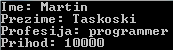 Ime: Martin
Prezime: Taskoski
Profesija: programmer
Prihod: 10000